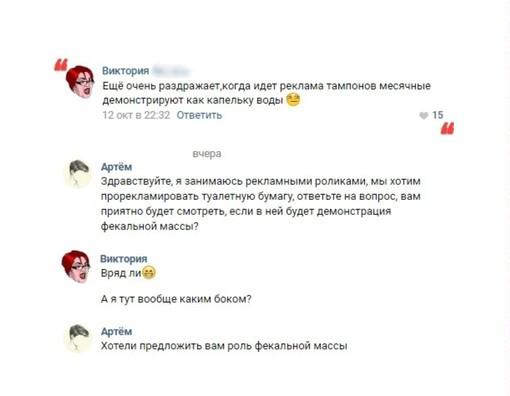 Виктория
Ещё очень раздражает,когда идет реклама тампонов месячные
демонстрируют как капельку воды 😒
12 окт в 22:32 Ответить 15
вчера
Артём
Здравствуйте, я занимаюсь рекламными роликами, мы хотим
прорекламировать туалетную бумагу, ответьте на вопрос, вам
приятно будет смотреть, если в ней будет демонстрация
фекальной массы?
Виктория
Вряд ли😁
А я тут вообще каким боком?
Артём
Хотели предложить вам роль фекальной массы